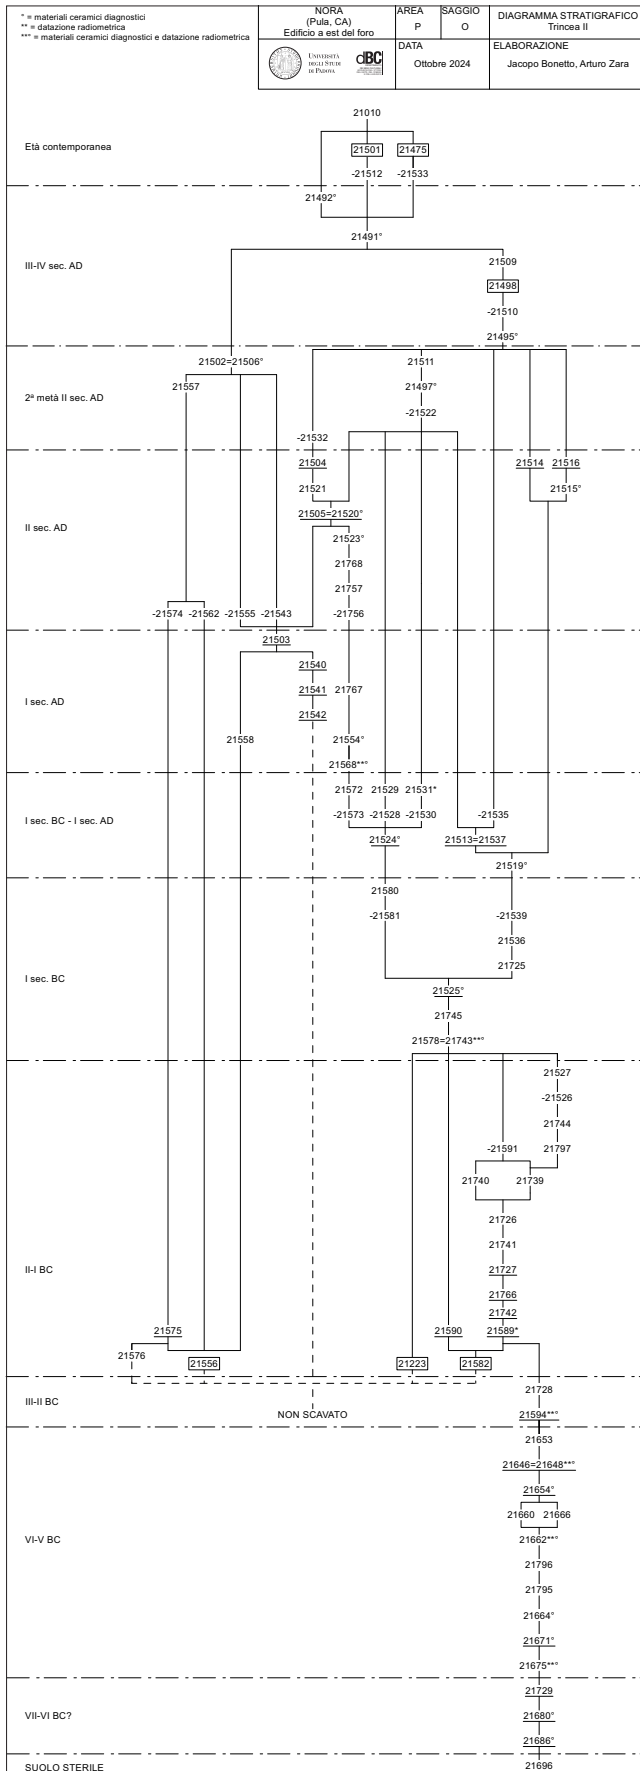 ° = materiali ceramici diagnostici
** = datazione radiometrica
**° = materiali ceramici diagnostici e datazione radiometrica
NORA
(Pula, CA)
Edificio a est del foro
AREA
P
SAGGIO
O
DIAGRAMMA STRATIGRAFICO
Trincea II
UNIVERSITÀ
DEGLI STUDI
DI PADOVA
dBC
DATA
Ottobre 2024
ELABORAZIONE
Jacopo Bonetto, Arturo Zara
21010
Età contemporanea
21501 21475
-21512 -21533
21492°
21491°
III-IV sec. AD
21509
21498
-21510
21495°
21502=21506° 21511
21557 21497°
2ª metà II sec. AD
-21522
-21532
21504 21514 21516
21521 21515°
21505=21520°
II sec. AD
21523°
21768
21757
-21574 -21562 -21555 -21543 -21756
21503
21540
21541 21767
I sec. AD
21542
21558 21554°
21568**°
21572 21529 21531*
I sec. BC - I sec. AD
-21573 -21528 -21530 -21535
21524° 21513=21537
21519°
21580
-21581 -21539
21536
21725
I sec. BC
21525°
21745
21578=21743**°
21527
-21526
21744
-21591 21797
21740 21739
21726
21741
II-I BC
21727
21766
21742
21575 21590 21589*
21576 21556 21223 21582
21728
III-II BC
NON SCAVATO 21594**°
21653
21646=21648**°
21654°
21660 21666
VI-V BC
21662**°
21796
21795
21664°
21671°
21675**°
21729
VII-VI BC?
21680°
21686°
SUOLO STERILE
21696